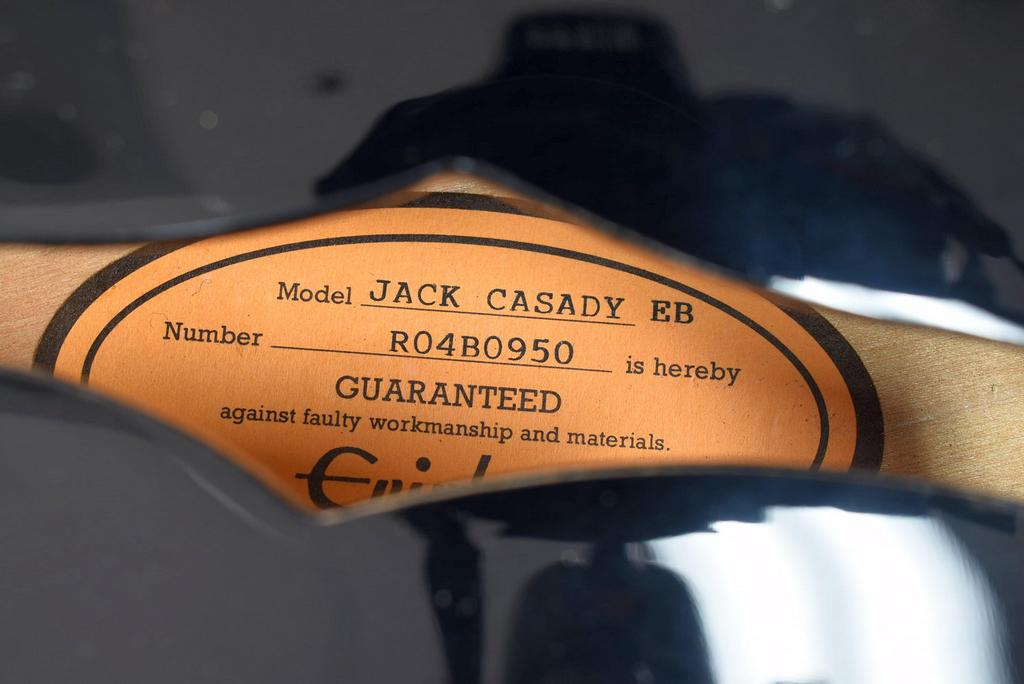 Model JACK CASADY EB
Number R04B0950 is hereby
GUARANTEED
against faulty workmanship and materials.